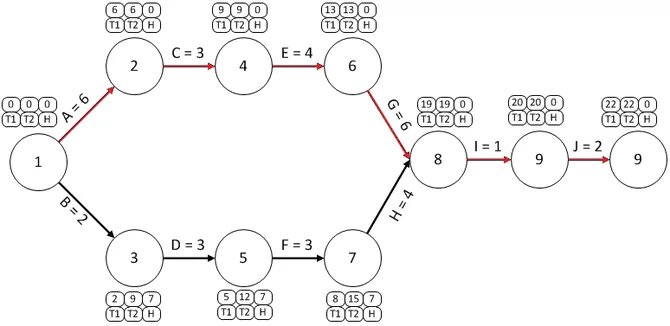 6 6 0
T1 T2 H
9 9 0
T1 T2 H
13 13 0
T1 T2 H
2
C = 3
4
E = 4
6
0 0 0
T1 T2 H
A = 6
G = 6
19 19 0
T1 T2 H
20 20 0
T1 T2 H
22 22 0
T1 T2 H
1
8
I = 1
9
J = 2
9
B = 2
H = 4
3
D = 3
5
F = 3
7
2 9 7
T1 T2 H
5 12 7
T1 T2 H
8 15 7
T1 T2 H